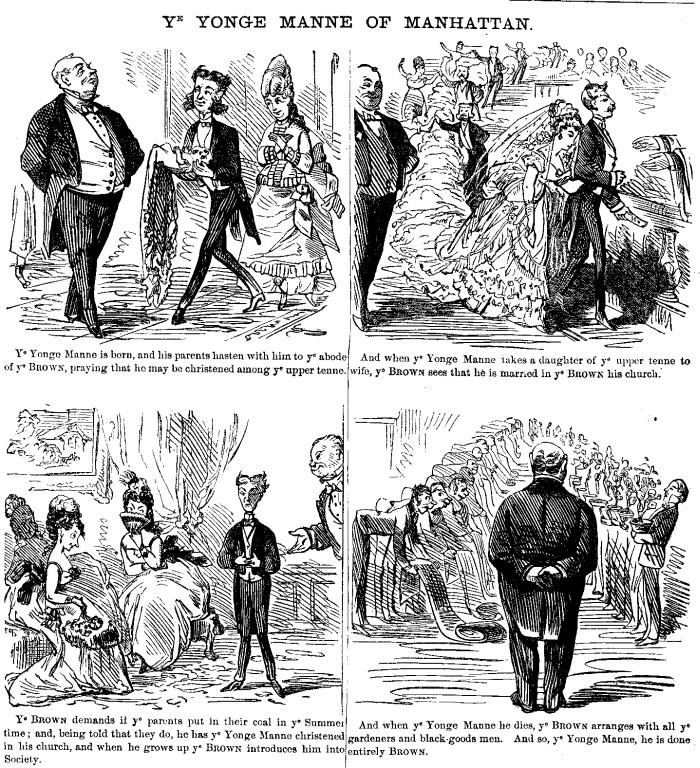 Yᴱ YONGE MANNE OF MANHATTAN.
Yᵉ Yonge Manne is born, and his parents hasten with him to yᵉ abode
of yᵉ BROWN, praying that he may be christened among yᵉ upper tenne.
And when yᵉ Yonge Manne takes a daughter of yᵉ upper tenne to
wife, yᵉ BROWN sees that he is married in yᵉ BROWN his church.
Yᵉ BROWN demands if yᵉ parents put in their coal in yᵉ Summer
time; and, being told that they do, he has yᵉ Yonge Manne christened
in his church, and when he grows up yᵉ BROWN introduces him into
Society.
And when yᵉ Yonge Manne he dies, yᵉ BROWN arranges with all yᵉ
gardeners and black-goods men. And so, yᵉ Yonge Manne, he is done
entirely BROWN.